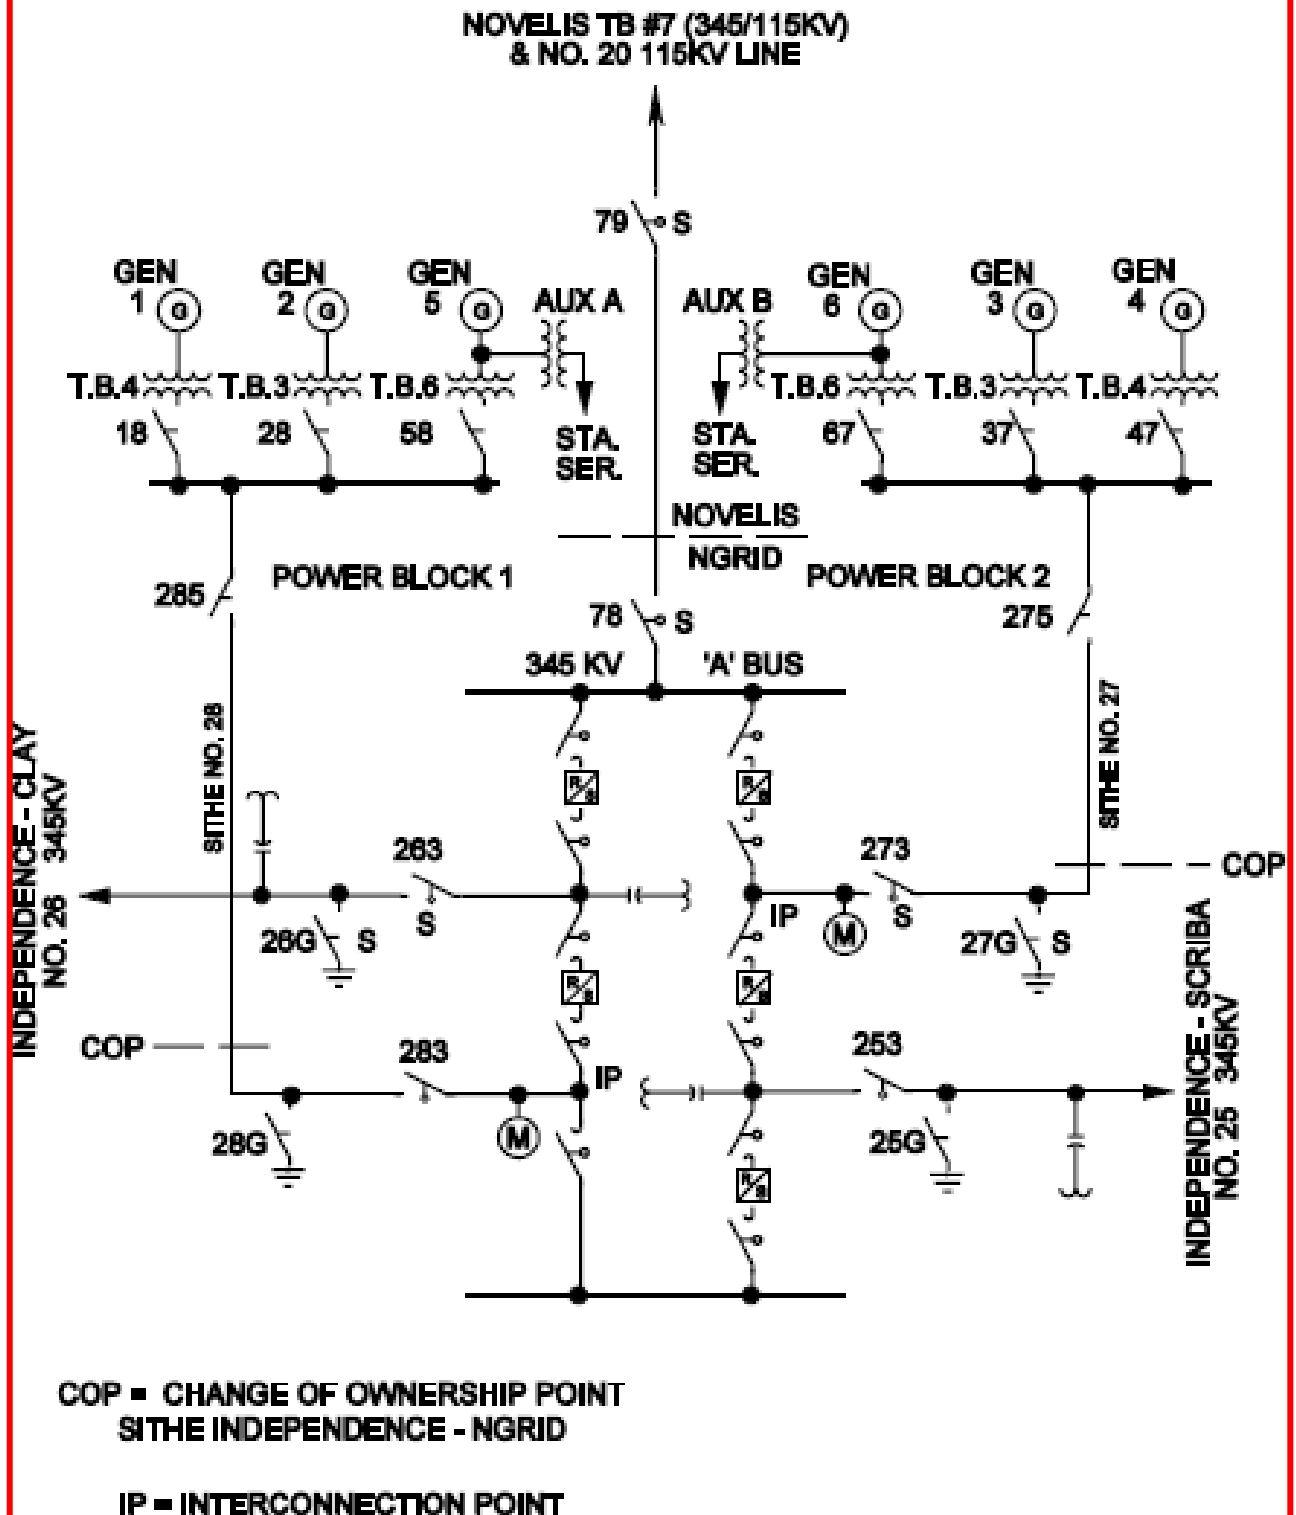 NOVELIS TB #7 (345/115KV)
& NO. 20 115KV LINE
79 S
GEN
1
G
GEN
2
G
GEN
5
G
AUX A
AUX B
GEN
6
G
GEN
3
G
GEN
4
G
T.B.4
T.B.3
T.B.6
T.B.6
T.B.3
T.B.4
18
28
58
STA.
SER.
STA.
SER.
67
37
47
NOVELIS
NGRID
POWER BLOCK 1
POWER BLOCK 2
285
275
78 S
345 KV 'A' BUS
SITHE NO. 28
SITHE NO. 27
INDEPENDENCE - CLAY
NO. 26 345KV
R/B
R/B
263
S
273
S
COP
IP
M
26G S
27G S
R/B
R/B
COP
283
IP
253
INDEPENDENCE - SCRIBA
NO. 25 345KV
28G
M
25G
R/B
COP = CHANGE OF OWNERSHIP POINT
SITHE INDEPENDENCE - NGRID
IP = INTERCONNECTION POINT